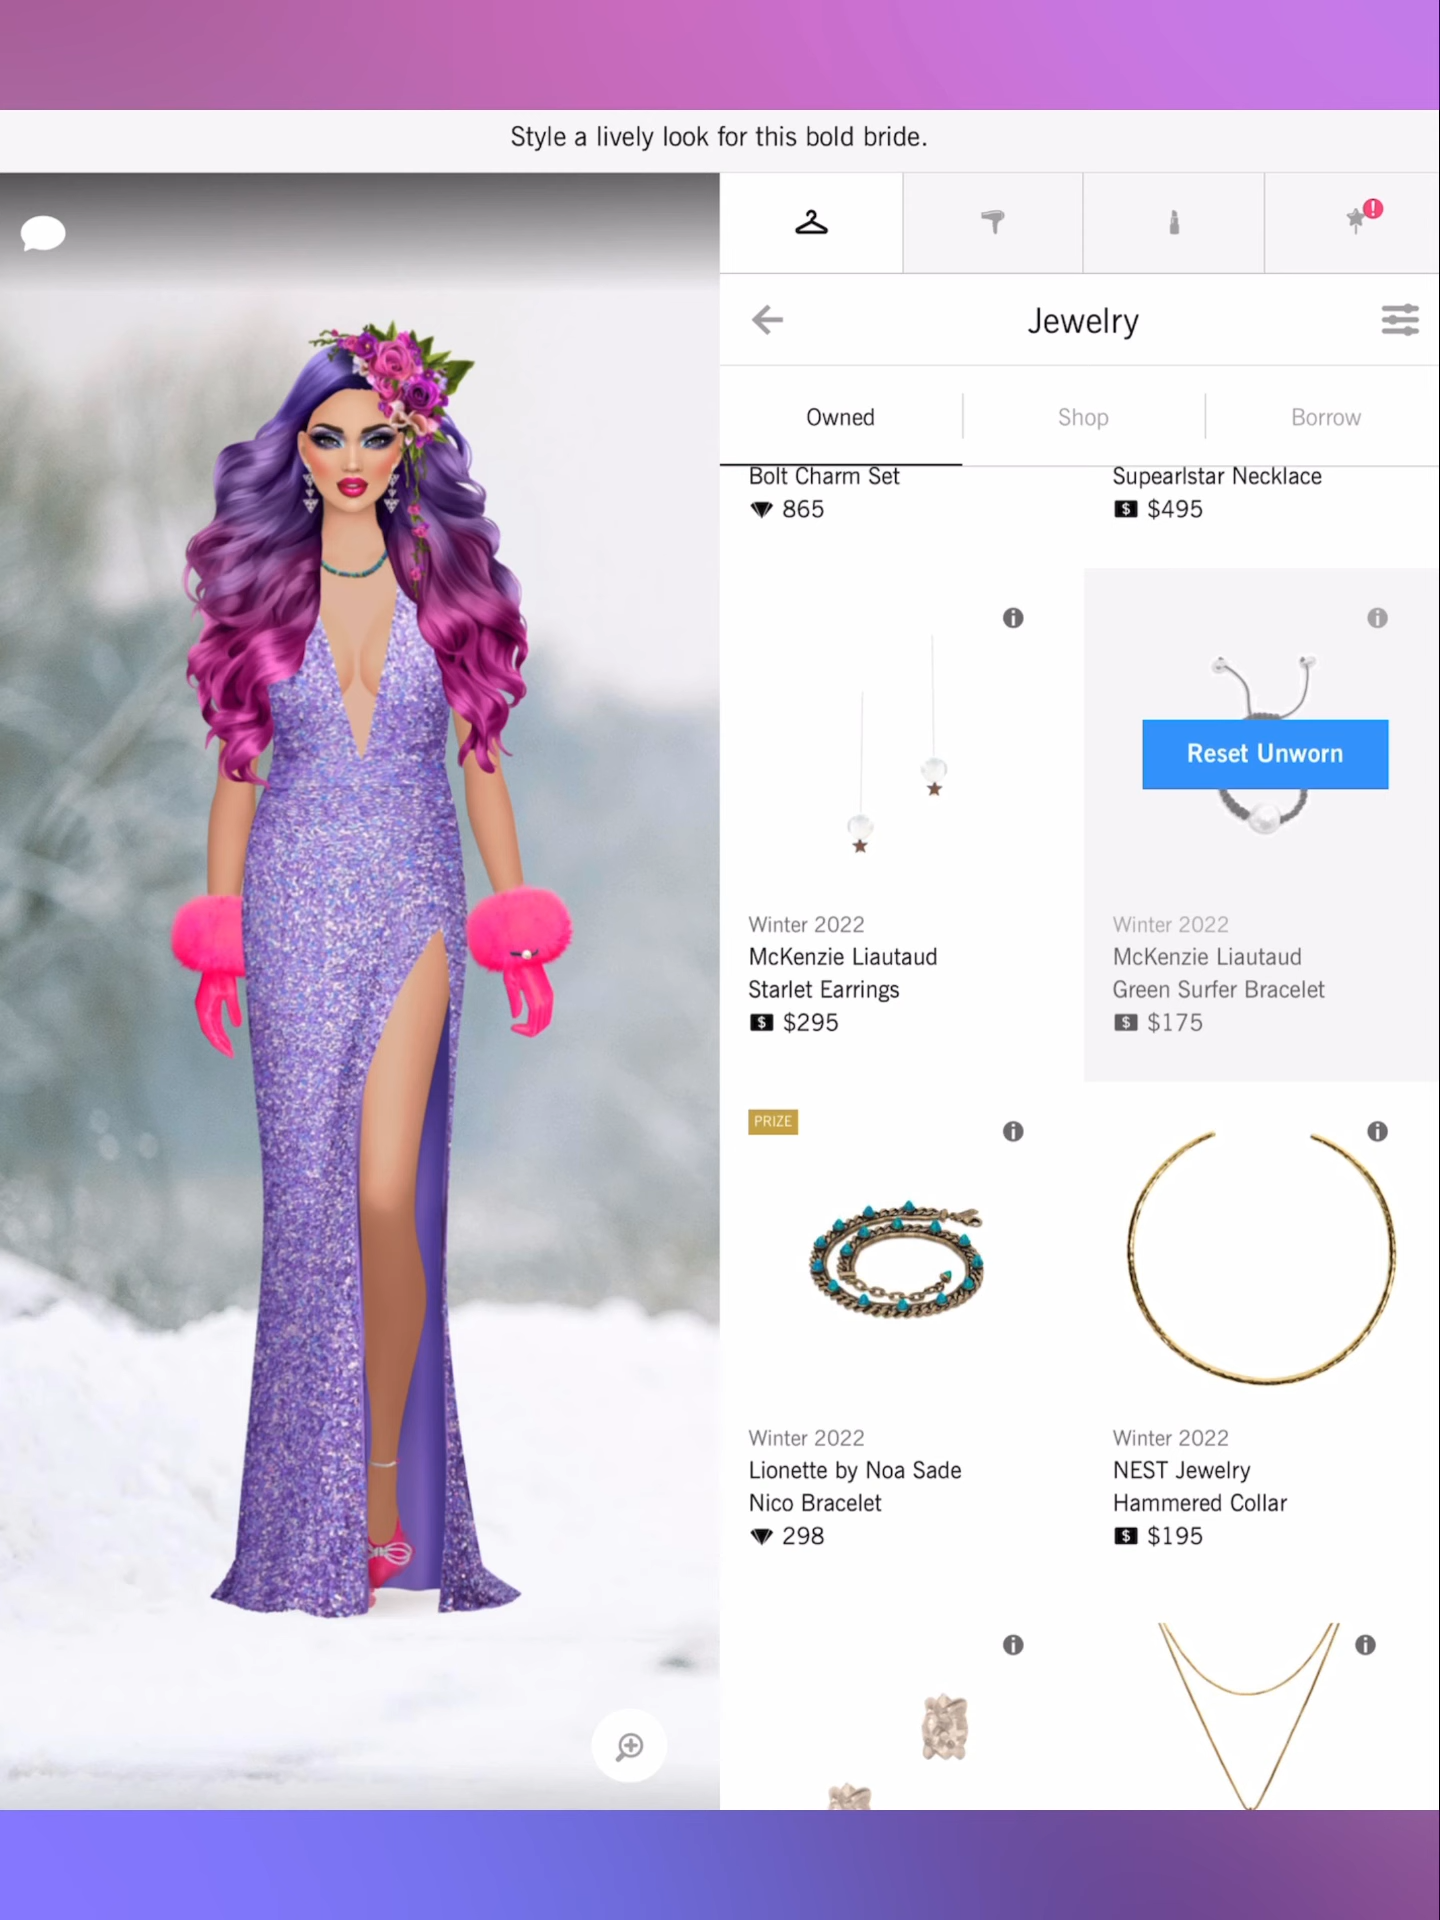 Style a lively look for this bold bride.
Jewelry
Owned
Shop
Borrow
Bolt Charm Set
865
Supearlstar Necklace
$495
Winter 2022
McKenzie Liautaud
Starlet Earrings
$295
Reset Unworn
Winter 2022
McKenzie Liautaud
Green Surfer Bracelet
$175
PRIZE
Winter 2022
Lionette by Noa Sade
Nico Bracelet
298
Winter 2022
NEST Jewelry
Hammered Collar
$195